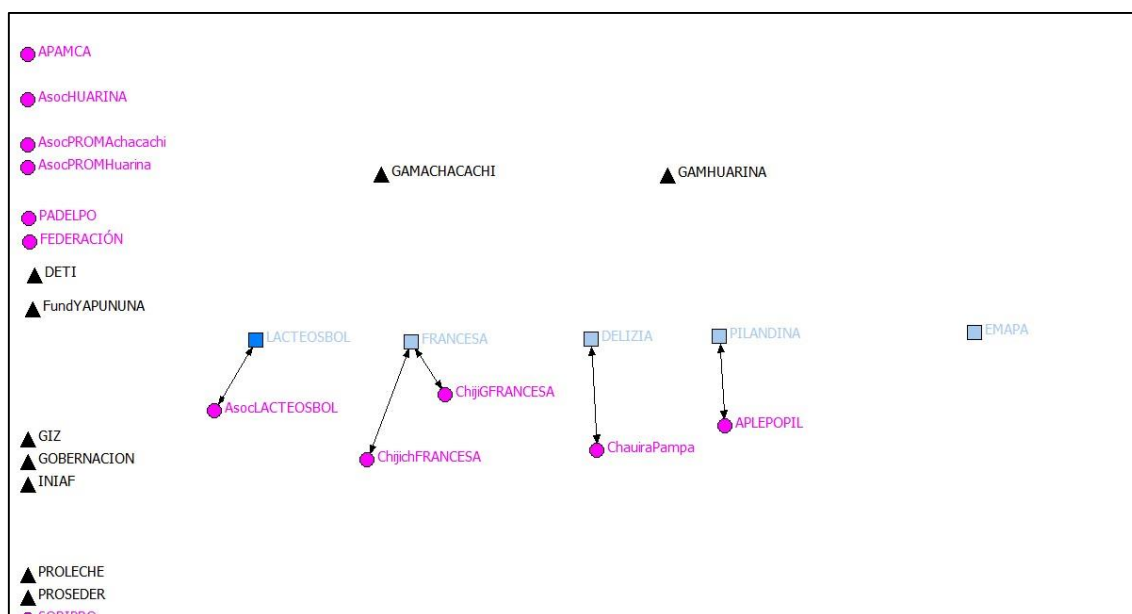 APAMCA
AsocHUARINA
AsocPROMAchacachi
AsocPROMHuarina
GAMACHACACHI
GAMHUARINA
PADELPO
FEDERACIÓN
DETI
FundYAPUNUNA
LACTEOSBOL
FRANCESA
DELIZIA
PILANDINA
EMAPA
ChijiGFRANCESA
AsocLACTEOSBOL
APLEPOPIL
GIZ
ChauiraPampa
GOBERNACION
ChijichFRANCESA
INIAF
PROLECHE
PROSEDER